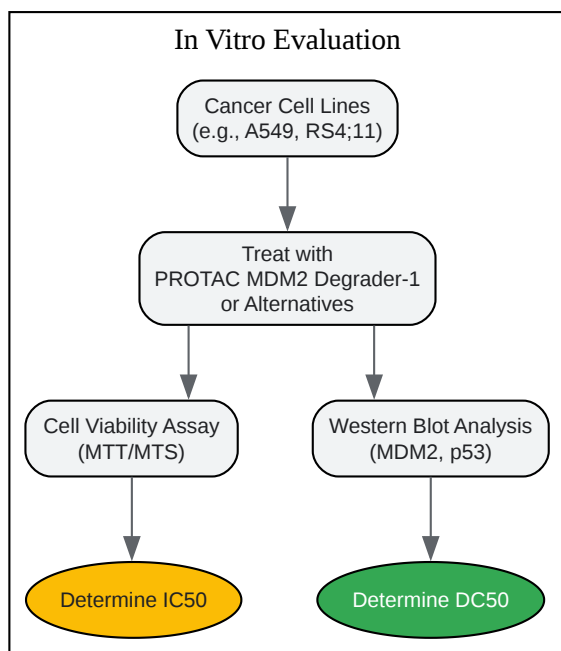 In Vitro Evaluation
Cancer Cell Lines
(e.g., A549, RS4;11)
Treat with
PROTAC MDM2 Degrader-1
or Alternatives
Cell Viability Assay
(MTT/MTS)
Western Blot Analysis
(MDM2, p53)
Determine IC50
Determine DC50